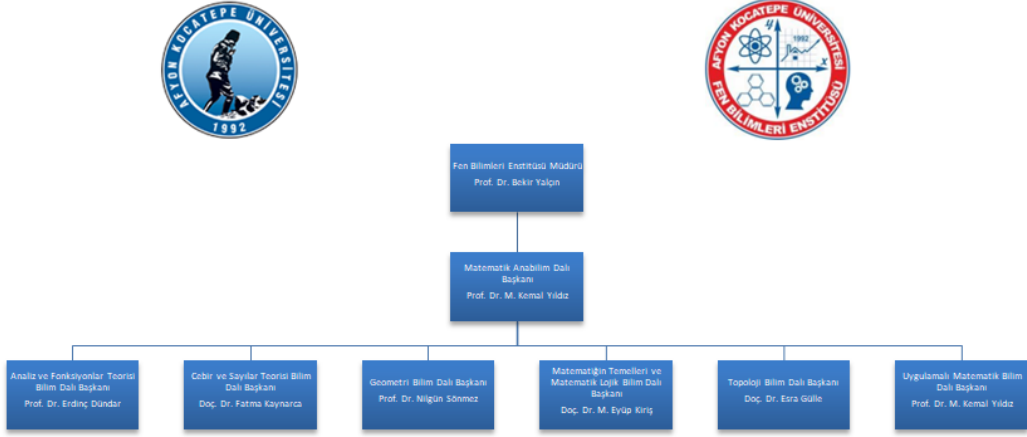 AFYON KOCATEPE ÜNİVERSİTESİ
1992
AFYON KOCATEPE ÜNİVERSİTESİ
y
1992
x
FEN BİLİMLERİ ENSTİTÜSÜ
Fen Bilimleri Enstitüsü Müdürü
Prof. Dr. Bekir Yalçın
Matematik Anabilim Dalı
Başkanı
Prof. Dr. M. Kemal Yıldız
Analiz ve Fonksiyonlar Teorisi
Bilim Dalı Başkanı
Prof. Dr. Erdinç Dündar
Cebir ve Sayılar Teorisi Bilim
Dalı Başkanı
Doç. Dr. Fatma Kaynarca
Geometri Bilim Dalı Başkanı
Prof. Dr. Nilgün Sönmez
Matematiğin Temelleri ve
Matematik Lojik Bilim Dalı
Başkanı
Doç. Dr. M. Eyüp Kiriş
Topoloji Bilim Dalı Başkanı
Doç. Dr. Esra Gülle
Uygulamalı Matematik Bilim
Dalı Başkanı
Prof. Dr. M. Kemal Yıldız